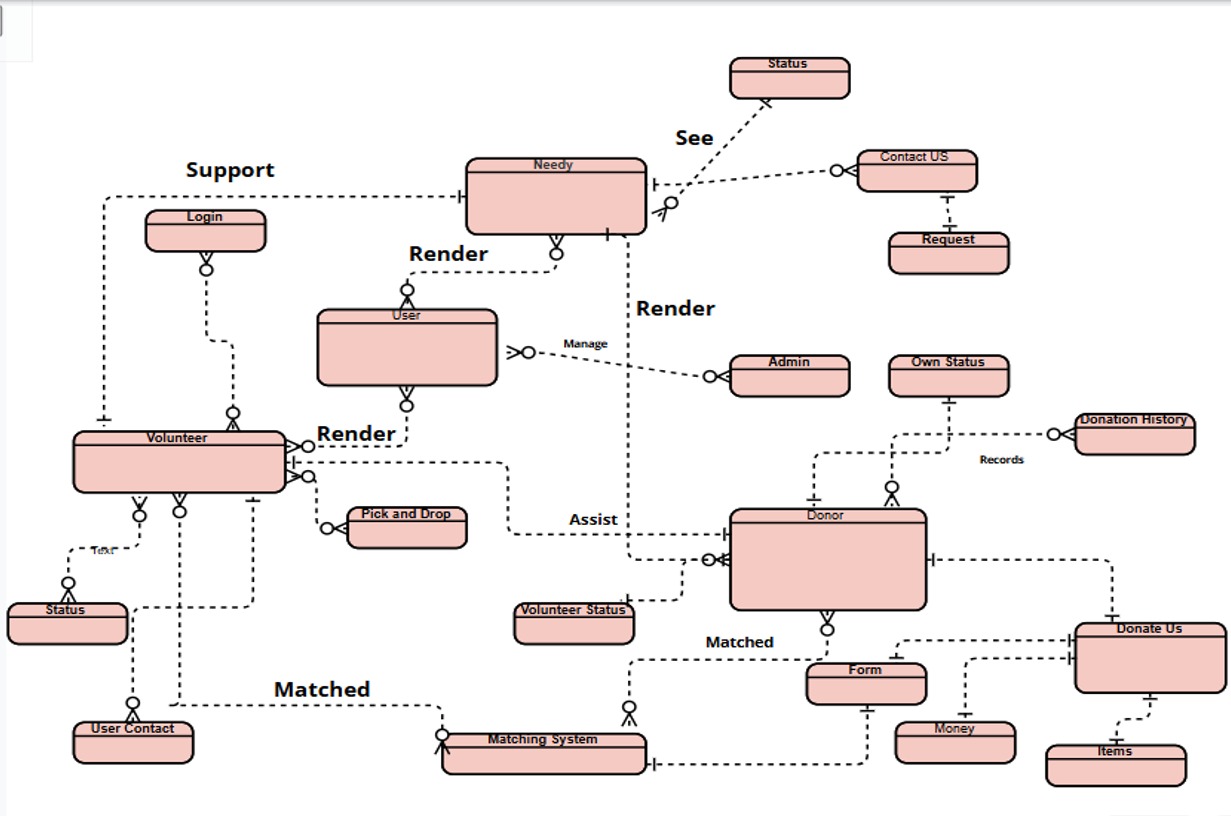 Status
See
Contact US
Needy
Support
Login
Request
Render
Render
User
Manage
Admin
Own Status
Donation History
Render
Volunteer
Records
Pick and Drop
Donor
Assist
Text
Status
Volunteer Status
Donate Us
Matched
Form
Matched
User Contact
Money
Matching System
Items